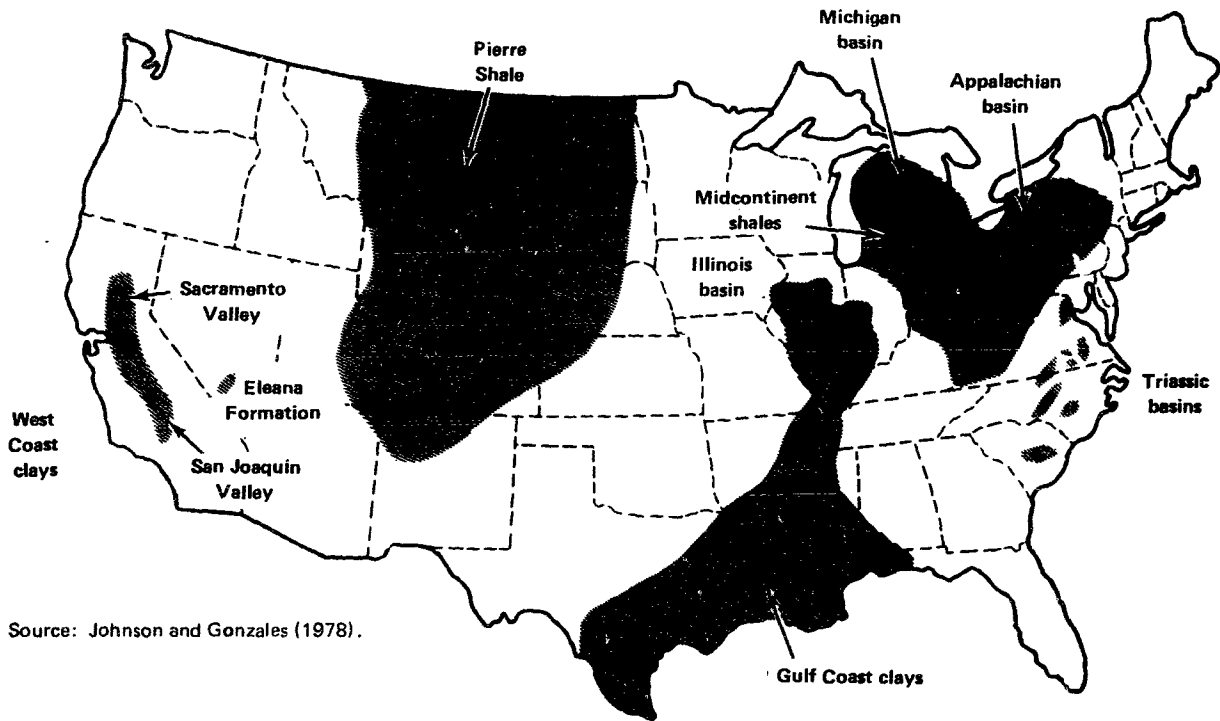 Michigan
basin
Pierre
Shale
Appalachian
basin
Midcontinent
shales
Illinois
basin
Sacramento
Valley
Eleana
Formation
West
Coast
clays
San Joaquin
Valley
Triassic
basins
Source: Johnson and Gonzales (1978).
Gulf Coast clays